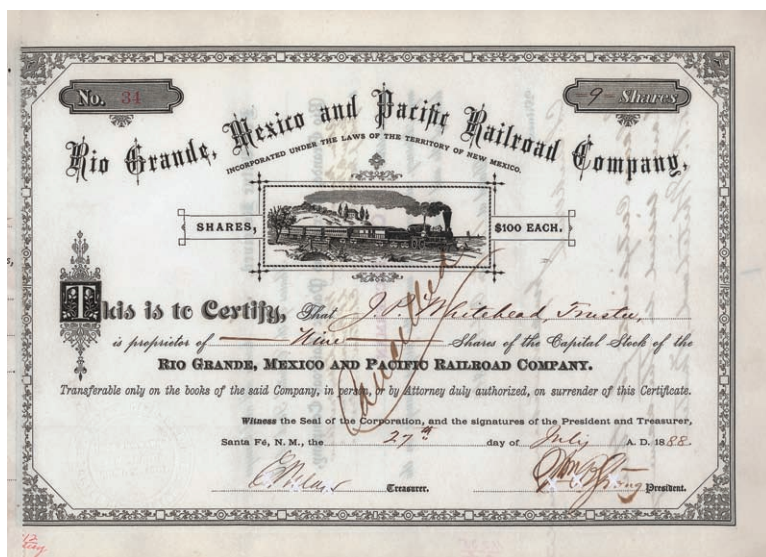 No. 34
-9- Shares
Rio Grande, Mexico and Pacific Railroad Company,
INCORPORATED UNDER THE LAWS OF THE TERRITORY OF NEW MEXICO.
SHARES, $100 EACH.
This is to Certify, That J. P. Whitehead, Trustee,
is proprietor of Nine Shares of the Capital Stock of the
RIO GRANDE, MEXICO AND PACIFIC RAILROAD COMPANY.
Transferable only on the books of the said Company, in person, or by Attorney duly authorized, on surrender of this Certificate.
Cancelled
Witness the Seal of the Corporation, and the signatures of the President and Treasurer,
Santa Fé, N. M., the 27th day of July A. D. 1888.
Treasurer. Wm B Strong President.